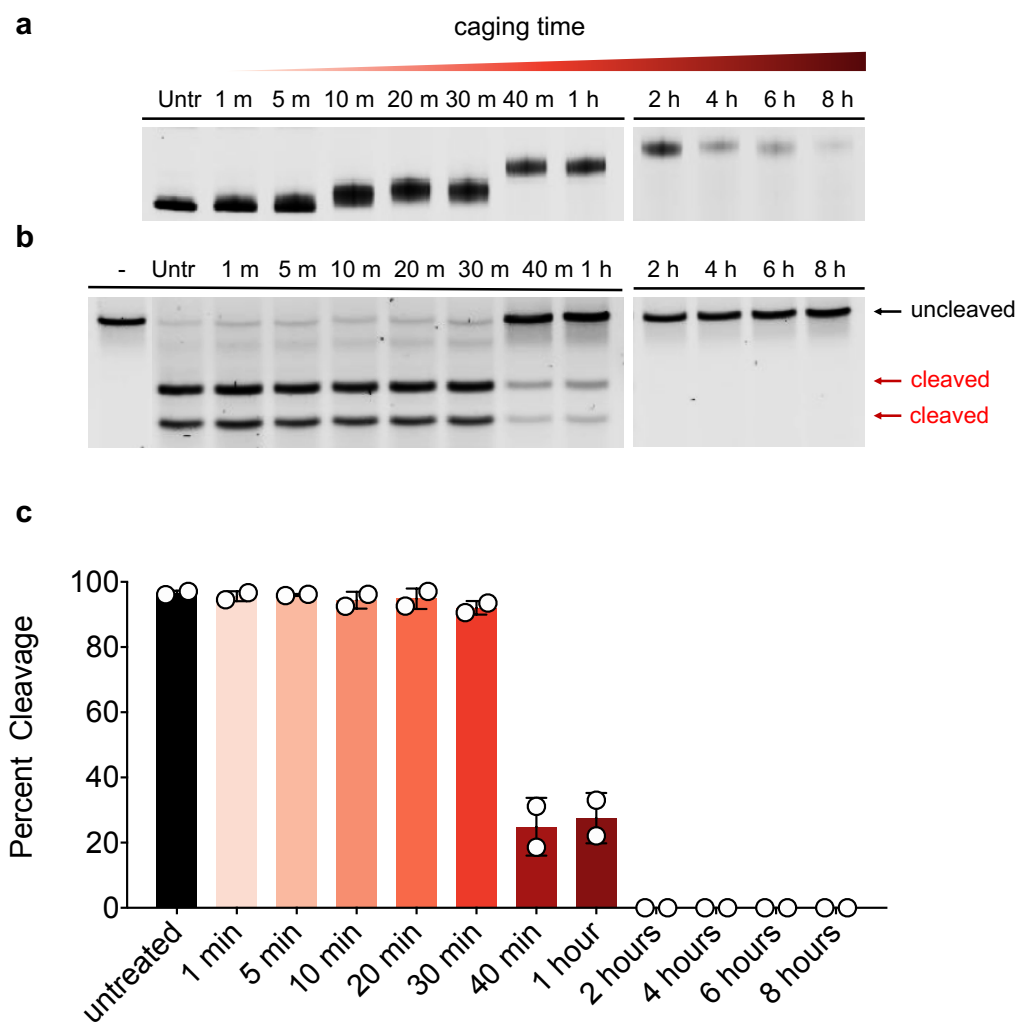 a
caging time
Untr 1 m 5 m 10 m 20 m 30 m 40 m 1 h 2 h 4 h 6 h 8 h
b
- Untr 1 m 5 m 10 m 20 m 30 m 40 m 1 h 2 h 4 h 6 h 8 h
uncleaved
cleaved
cleaved
c
Percent Cleavage
100
80
60
40
20
0
untreated
1 min
5 min
10 min
20 min
30 min
40 min
1 hour
2 hours
4 hours
6 hours
8 hours